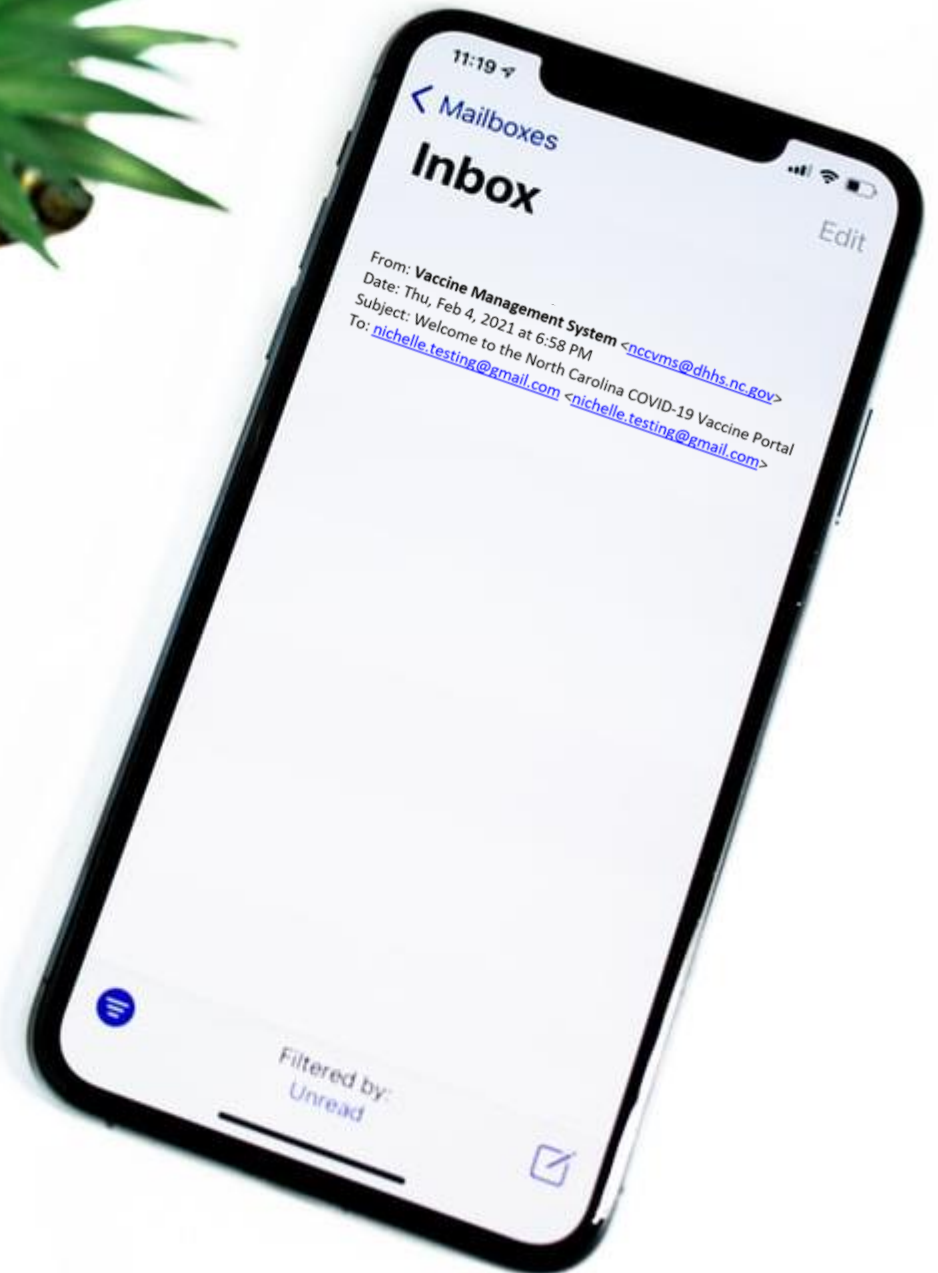 11:19
Mailboxes
Inbox
Edit
From: Vaccine Management System <nccvms@dhhs.nc.gov>
Date: Thu, Feb 4, 2021 at 6:58 PM
Subject: Welcome to the North Carolina COVID-19 Vaccine Portal
To: nichelle.testing@gmail.com <nichelle.testing@gmail.com>
Filtered by:
Unread